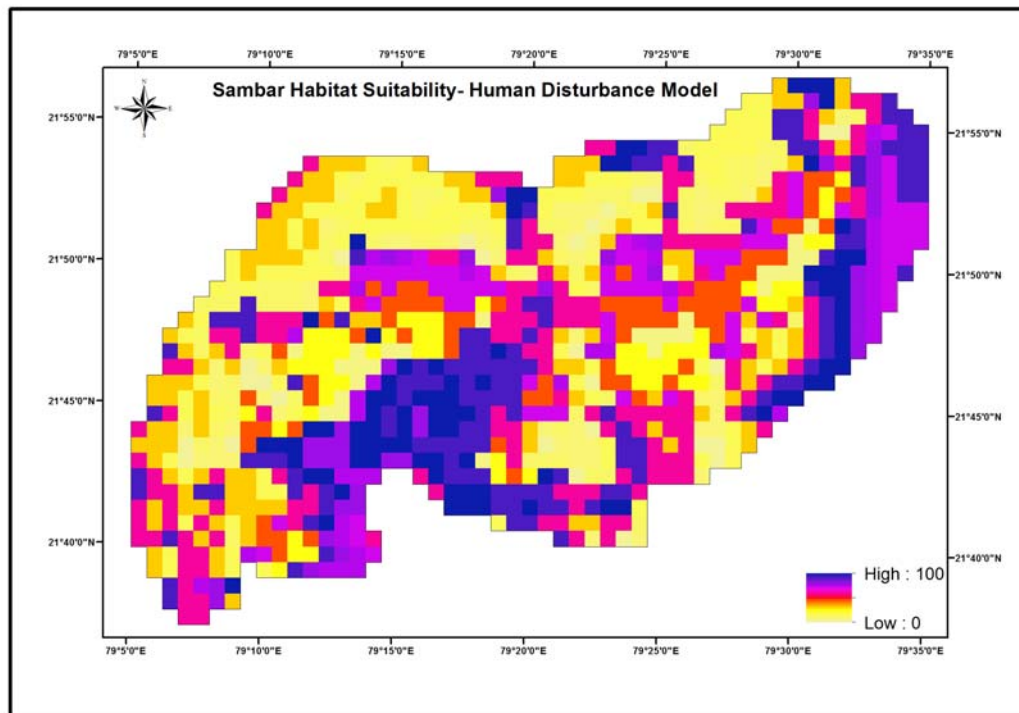 79°5'0"E 79°10'0"E 79°15'0"E 79°20'0"E 79°25'0"E 79°30'0"E 79°35'0"E
Sambar Habitat Suitability- Human Disturbance Model
N
W E
S
21°55'0"N 21°55'0"N
21°50'0"N 21°50'0"N
21°45'0"N 21°45'0"N
21°40'0"N 21°40'0"N
High : 100
Low : 0
79°5'0"E 79°10'0"E 79°15'0"E 79°20'0"E 79°25'0"E 79°30'0"E 79°35'0"E